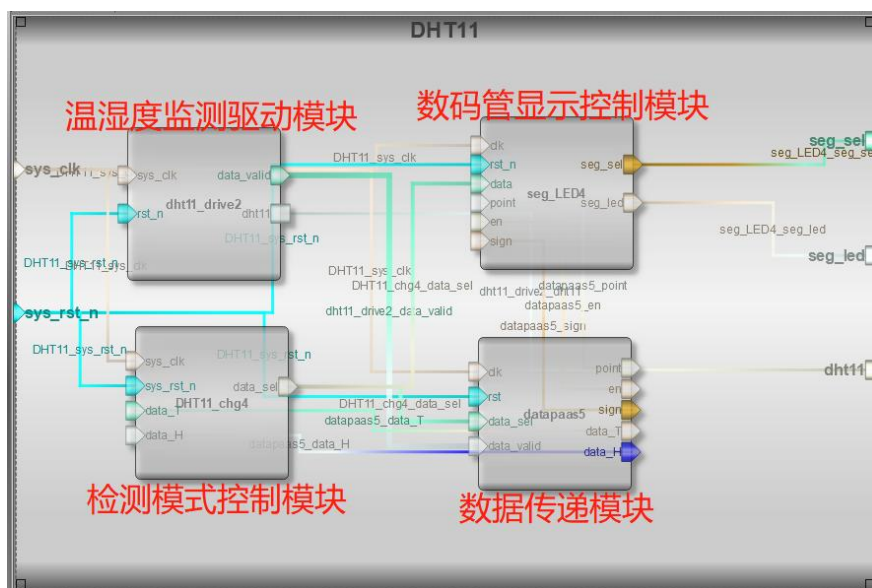 DHT11
温湿度监测驱动模块
数码管显示控制模块
sys_clk
sys_clk
data_valid
dht11_drive2
rst_n
dht11
DHT11_sys_rst_n
DHT11_sys_rst_n
DHT11_sys_clk
sys_rst_n
DHT11_sys_rst_n
DHT11_sys_clk
clk
rst_n
data
seg_LED4
point
en
sign
seg_sel
seg_led
seg_sel
seg_LED4_seg_led
seg_led
DHT11_sys_clk
DHT11_chg4_data_sel
dht11_drive2_dht11
datapaas5_point
datapaas5_en
dht11_drive2_data_valid
datapaas5_sign
DHT11_sys_rst_n
sys_clk
sys_rst_n
data_sel
DHT11_chg4
data_T
data_H
DHT11_chg4_data_sel
datapaas5_data_T
datapaas5_data_H
clk
rst
data_sel
datapaas5
data_valid
point
en
sign
data_T
data_H
dht11
检测模式控制模块
数据传递模块